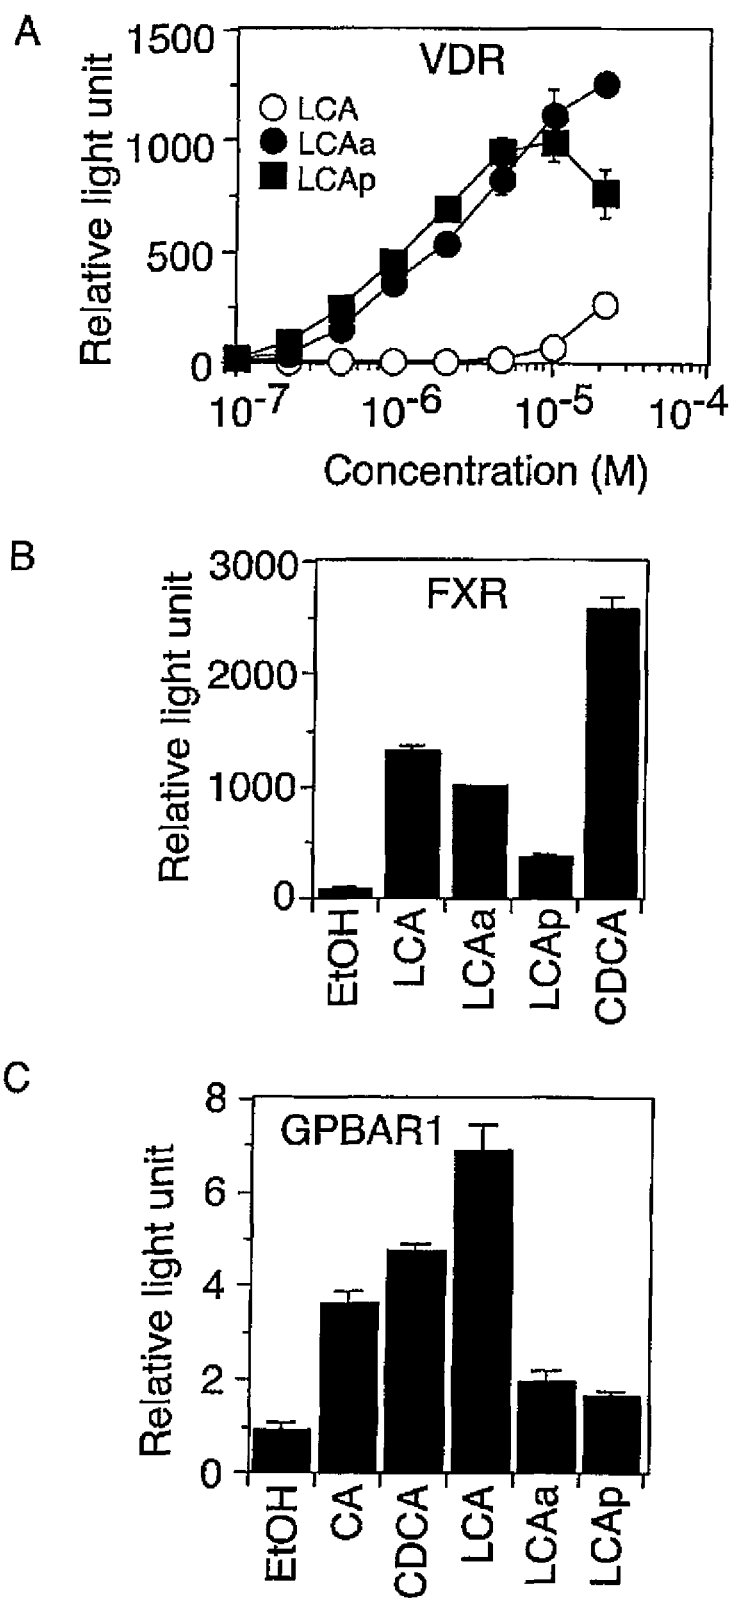 A
1500
VDR
LCA
LCAa
LCAp
1000
500
0
Relative light unit
10-7 10-6 10-5 10-4
Concentration (M)
B
3000
FXR
2000
1000
0
Relative light unit
EtOH LCA LCAa LCAp CDCA
C
8
GPBAR1
6
4
2
0
Relative light unit
EtOH CA CDCA LCA LCAa LCAp